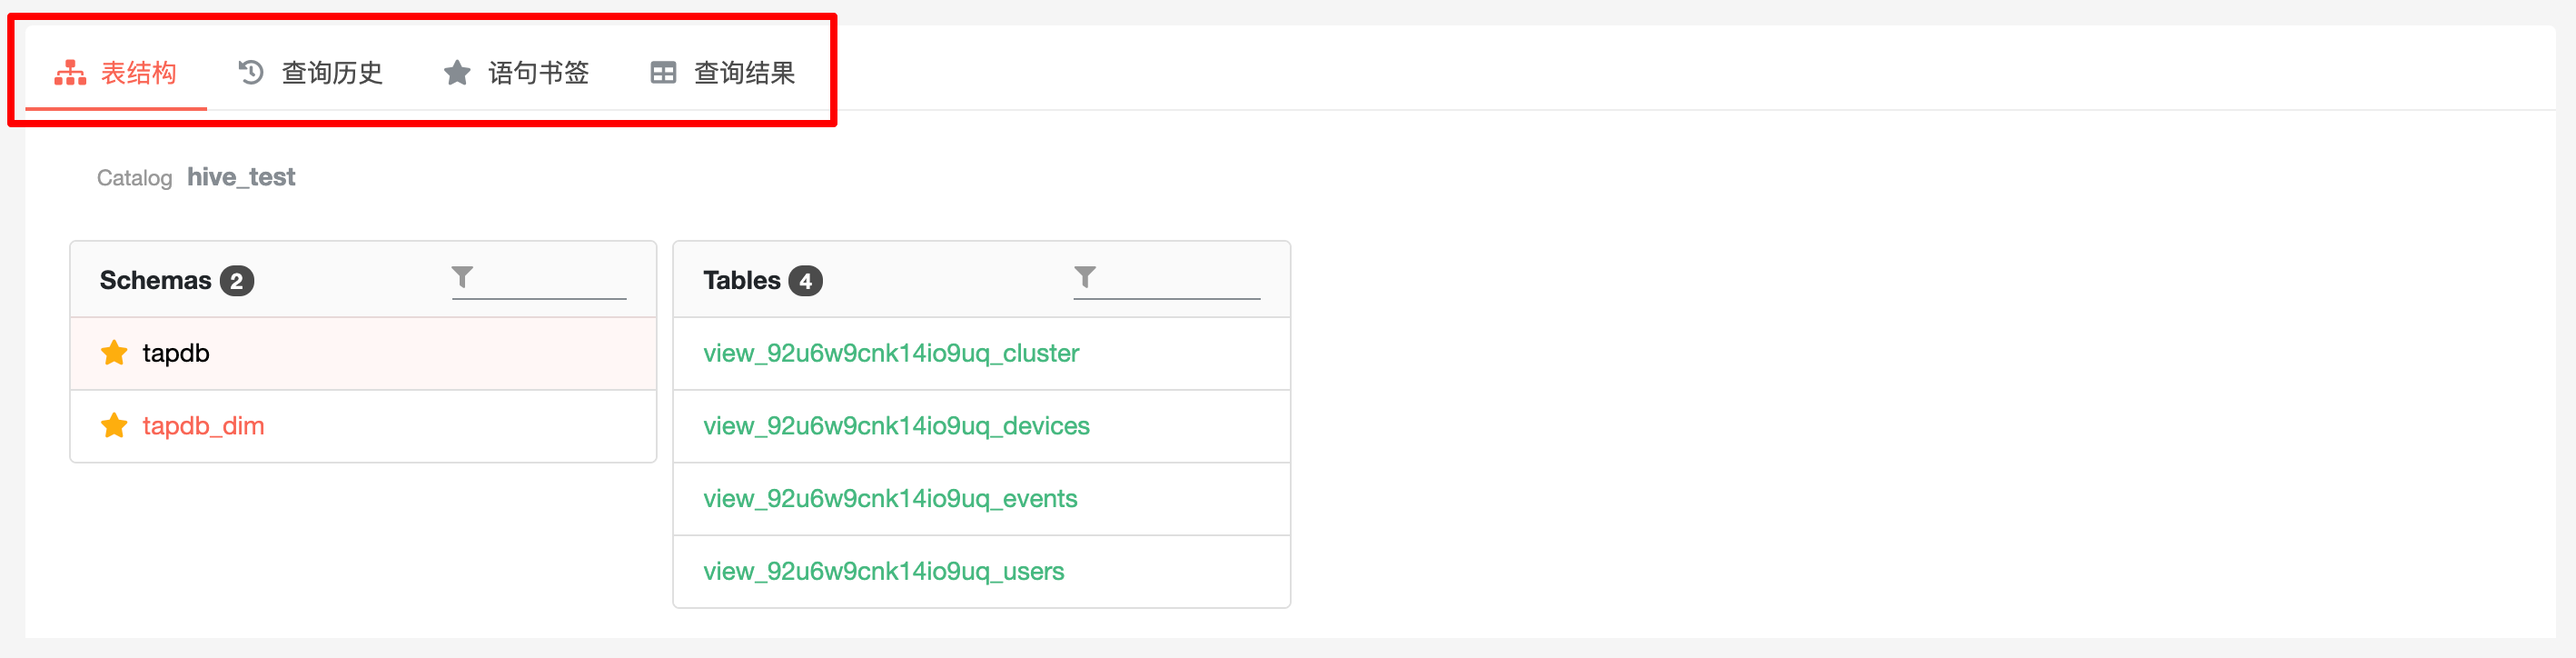 表结构 查询历史 语句书签 查询结果
Catalog hive_test
Schemas 2
tapdb
tapdb_dim
Tables 4
view_92u6w9cnk14io9uq_cluster
view_92u6w9cnk14io9uq_devices
view_92u6w9cnk14io9uq_events
view_92u6w9cnk14io9uq_users